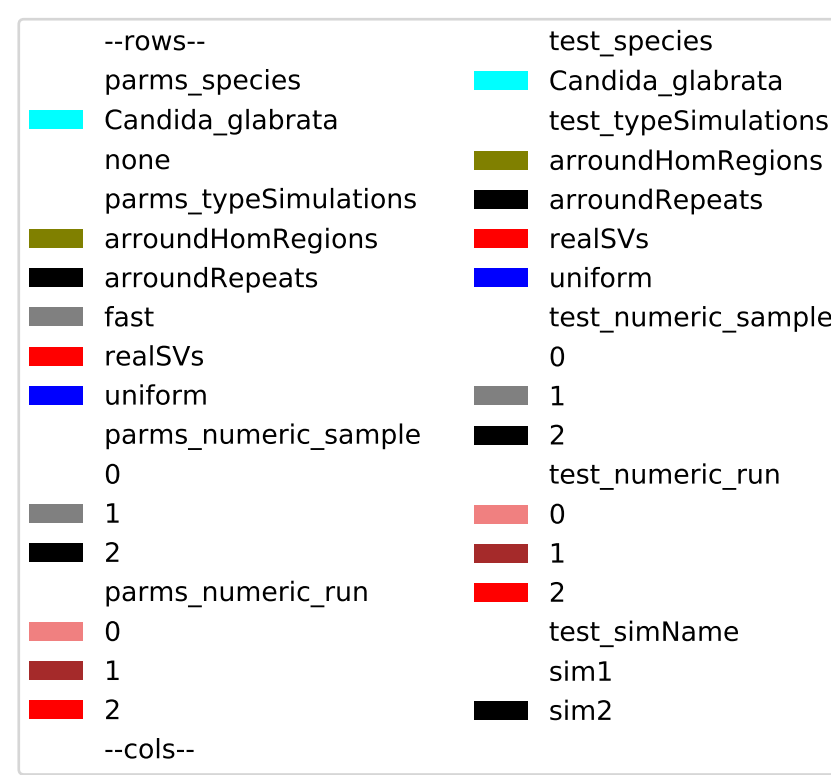 --rows--
parms_species
Candida_glabrata
none
parms_typeSimulations
arroundHomRegions
arroundRepeats
fast
realSVs
uniform
parms_numeric_sample
0
1
2
parms_numeric_run
0
1
2
--cols--
test_species
Candida_glabrata
test_typeSimulations
arroundHomRegions
arroundRepeats
realSVs
uniform
test_numeric_sample
0
1
2
test_numeric_run
0
1
2
test_simName
sim1
sim2